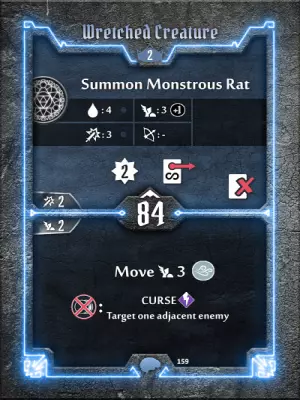 Wretched Creature
2
Summon Monstrous Rat
: 4 : 3 +1
: 3 : -
2
2
84
2
Move 3
: CURSE
Target one adjacent enemy
159